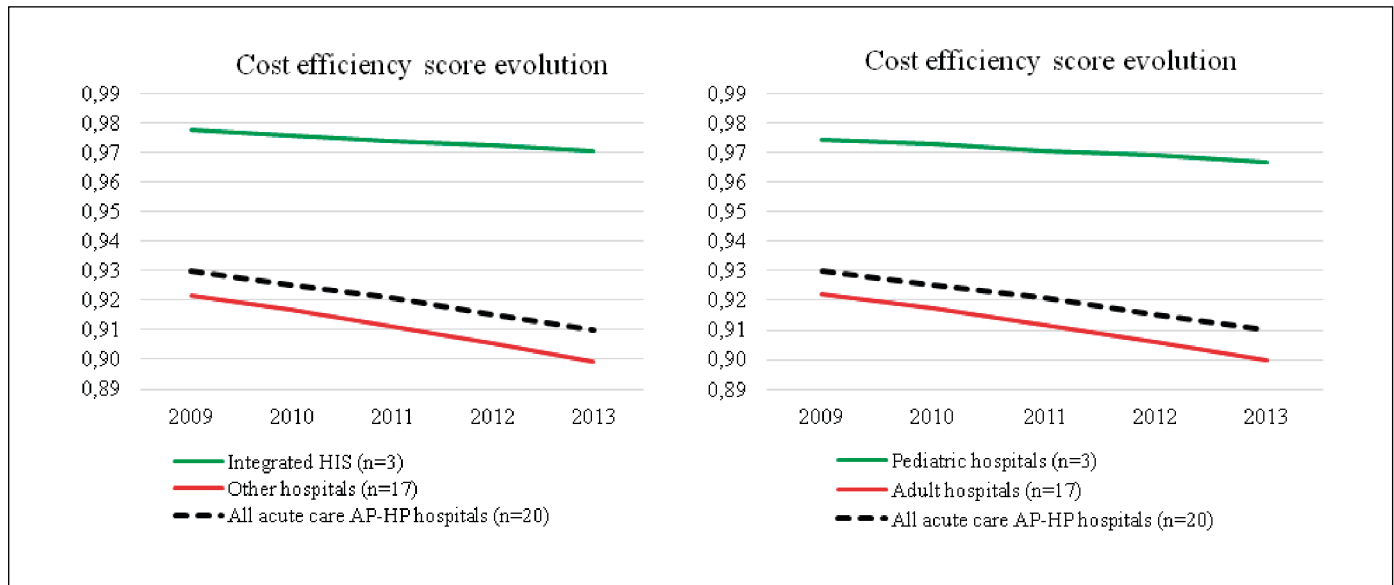 Cost efficiency score evolution
0,99
0,98
0,97
0,96
0,95
0,94
0,93
0,92
0,91
0,90
0,89
2009 2010 2011 2012 2013
Integrated HIS (n=3)
Other hospitals (n=17)
All acute care AP-HP hospitals (n=20)
Cost efficiency score evolution
0,99
0,98
0,97
0,96
0,95
0,94
0,93
0,92
0,91
0,90
0,89
2009 2010 2011 2012 2013
Pediatric hospitals (n=3)
Adult hospitals (n=17)
All acute care AP-HP hospitals (n=20)